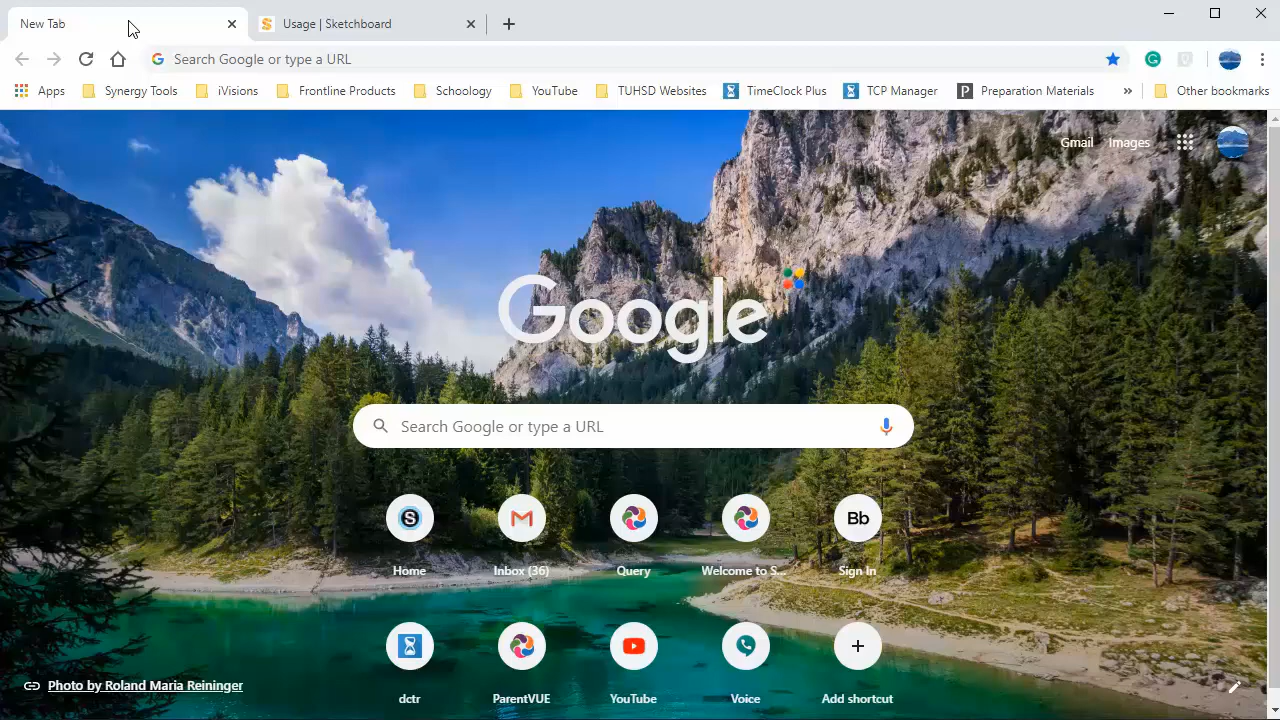 New Tab
Usage | Sketchboard
Search Google or type a URL
Apps Synergy Tools iVisions Frontline Products Schoology YouTube TUHSD Websites TimeClock Plus TCP Manager P Preparation Materials » Other bookmarks
Gmail Images
Google
Search Google or type a URL
S Bb
Home Inbox (36) Query Welcome to S... Sign In
dctr ParentVUE YouTube Voice Add shortcut
Photo by Roland Maria Reininger